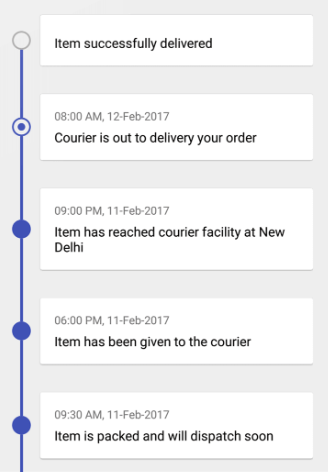 Item successfully delivered
08:00 AM, 12-Feb-2017
Courier is out to delivery your order
09:00 PM, 11-Feb-2017
Item has reached courier facility at New
Delhi
06:00 PM, 11-Feb-2017
Item has been given to the courier
09:30 AM, 11-Feb-2017
Item is packed and will dispatch soon